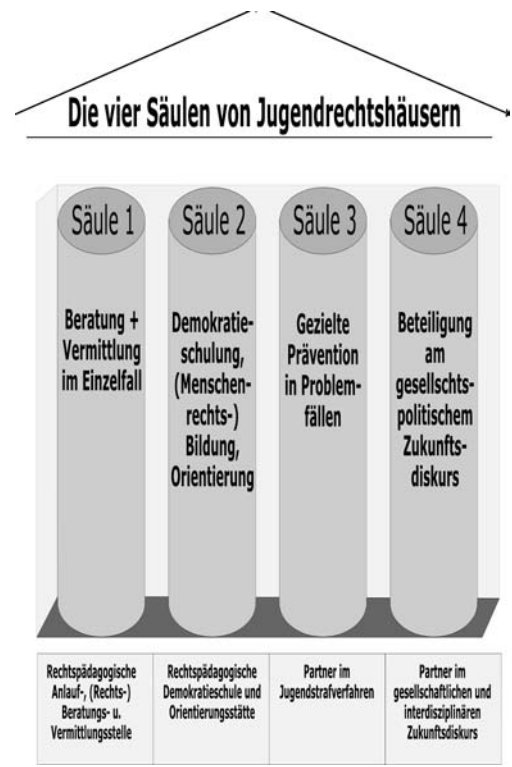 Die vier Säulen von Jugendrechtshäusern
Säule 1
Beratung +
Vermittlung
im Einzelfall
Säule 2
Demokratie-
schulung,
(Menschen-
rechts-)
Bildung,
Orientierung
Säule 3
Gezielte
Prävention
in Problem-
fällen
Säule 4
Beteiligung
am
gesellschts-
politischem
Zukunfts-
diskurs
Rechtspädagogische
Anlauf-, (Rechts-)
Beratungs- u.
Vermittlungsstelle
Rechtspädagogische
Demokratieschule und
Orientierungsstätte
Partner im
Jugendstrafverfahren
Partner im
gesellschaftlichen und
interdisziplinären
Zukunftsdiskurs